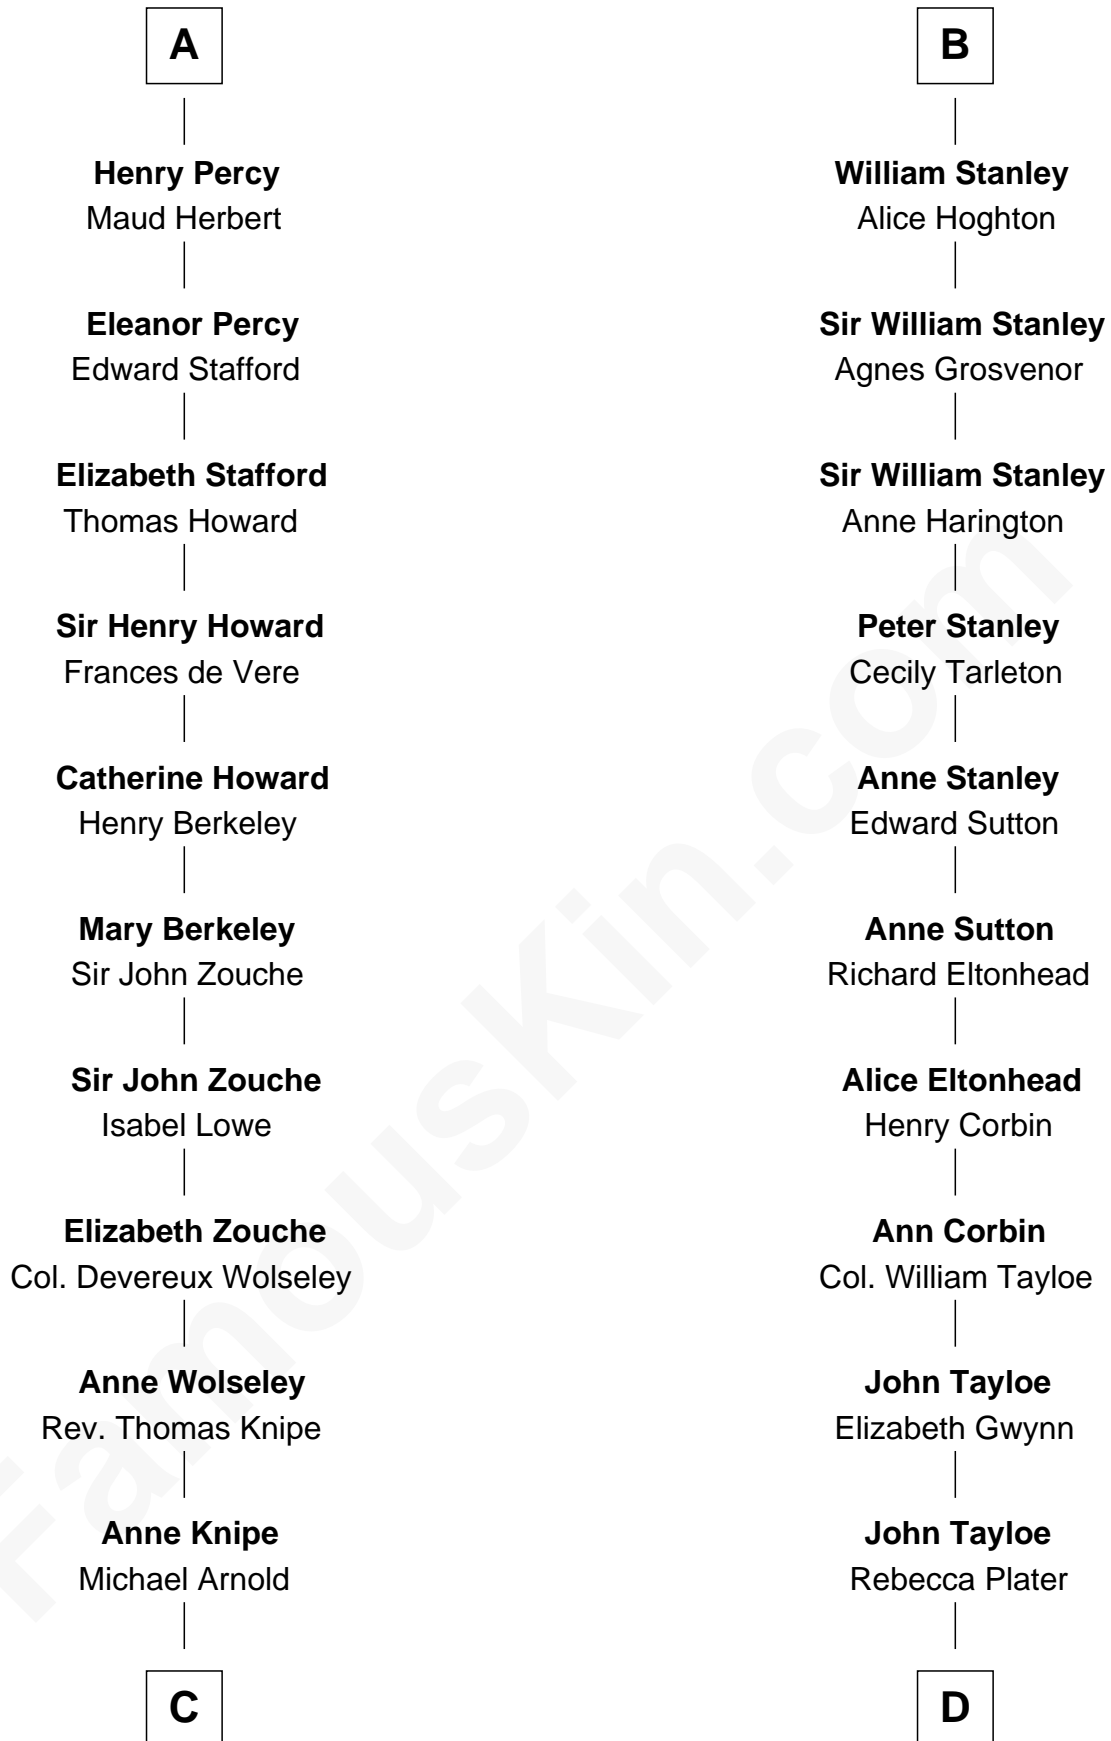 A
Henry Percy
Maud Herbert
Eleanor Percy
Edward Stafford
Elizabeth Stafford
Thomas Howard
Sir Henry Howard
Frances de Vere
Catherine Howard
Henry Berkeley
Mary Berkeley
Sir John Zouche
Sir John Zouche
Isabel Lowe
Elizabeth Zouche
Col. Devereux Wolseley
Anne Wolseley
Rev. Thomas Knipe
Anne Knipe
Michael Arnold
C
B
William Stanley
Alice Hoghton
Sir William Stanley
Agnes Grosvenor
Sir William Stanley
Anne Harington
Peter Stanley
Cecily Tarleton
Anne Stanley
Edward Sutton
Anne Sutton
Richard Eltonhead
Alice Eltonhead
Henry Corbin
Ann Corbin
Col. William Tayloe
John Tayloe
Elizabeth Gwynn
John Tayloe
Rebecca Plater
D
FamousKin.com